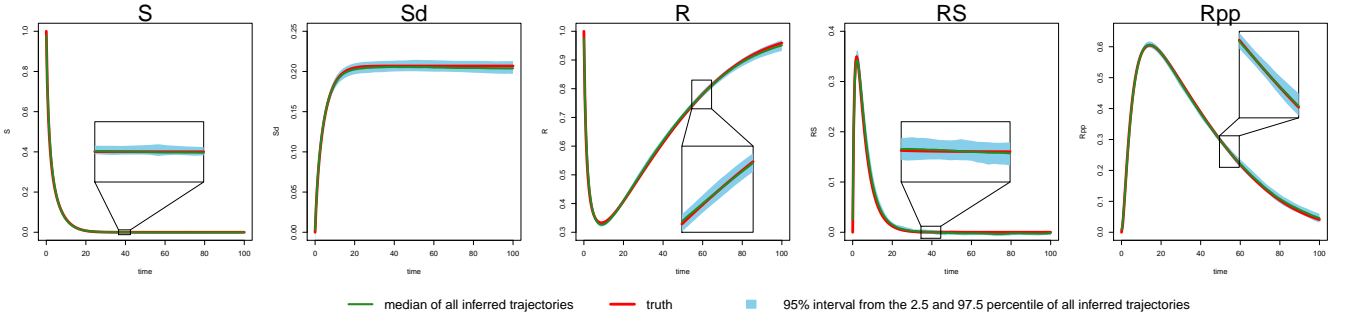 S Sd R RS Rpp
S
0.0 0.2 0.4 0.6 0.8 1.0
0 20 40 60 80 100
time
Sd
0.00 0.05 0.10 0.15 0.20 0.25
0 20 40 60 80 100
time
R
0.3 0.4 0.5 0.6 0.7 0.8 0.9 1.0
0 20 40 60 80 100
time
RS
0.0 0.1 0.2 0.3 0.4
0 20 40 60 80 100
time
Rpp
0.0 0.1 0.2 0.3 0.4 0.5 0.6
0 20 40 60 80 100
time
median of all inferred trajectories truth 95% interval from the 2.5 and 97.5 percentile of all inferred trajectories